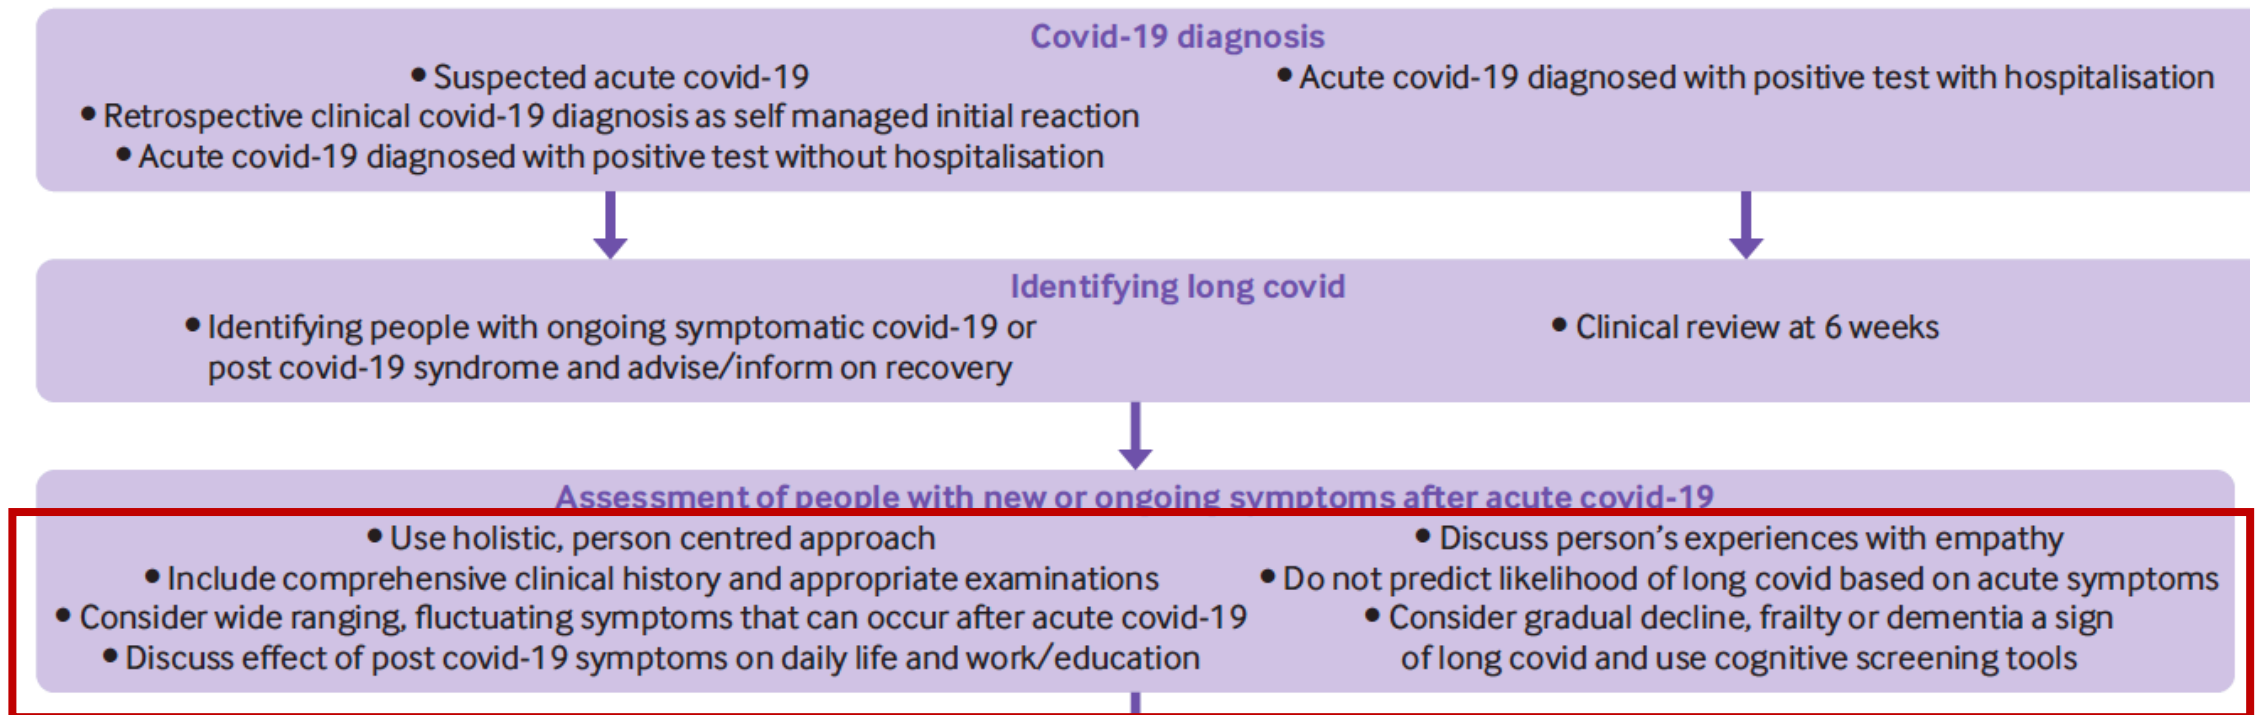 Covid-19 diagnosis
• Suspected acute covid-19
• Retrospective clinical covid-19 diagnosis as self managed initial reaction
• Acute covid-19 diagnosed with positive test without hospitalisation
• Acute covid-19 diagnosed with positive test with hospitalisation
Identifying long covid
• Identifying people with ongoing symptomatic covid-19 or
post covid-19 syndrome and advise/inform on recovery
• Clinical review at 6 weeks
Assessment of people with new or ongoing symptoms after acute covid-19
• Use holistic, person centred approach
• Include comprehensive clinical history and appropriate examinations
• Consider wide ranging, fluctuating symptoms that can occur after acute covid-19
• Discuss effect of post covid-19 symptoms on daily life and work/education
• Discuss person's experiences with empathy
• Do not predict likelihood of long covid based on acute symptoms
• Consider gradual decline, frailty or dementia a sign
of long covid and use cognitive screening tools